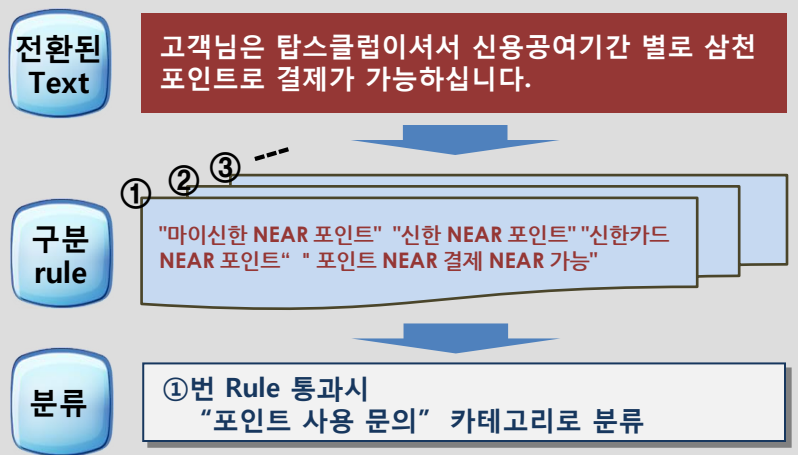 전환된
Text
고객님은 탑스클럽이셔서 신용공여기간 별로 삼천
포인트로 결제가 가능하십니다.
① ② ③ ---
구분
rule
"마이신한 NEAR 포인트" "신한 NEAR 포인트" "신한카드
NEAR 포인트“ " 포인트 NEAR 결제 NEAR 가능"
분류
①번 Rule 통과시
“포인트 사용 문의” 카테고리로 분류